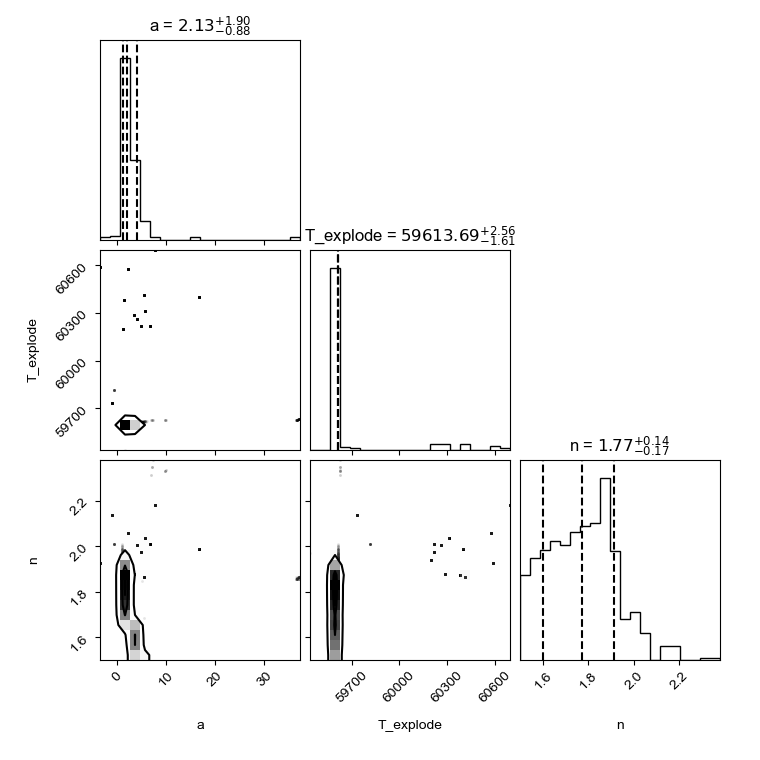 a = 2.13+1.90−0.88
T_explode = 59613.69+2.56−1.61
60600
60300
60000
59700
T_explode
n = 1.77+0.14−0.17
2.2
2.0
1.8
1.6
n
0 10 20 30
59700 60000 60300 60600
1.6 1.8 2.0 2.2
a T_explode n